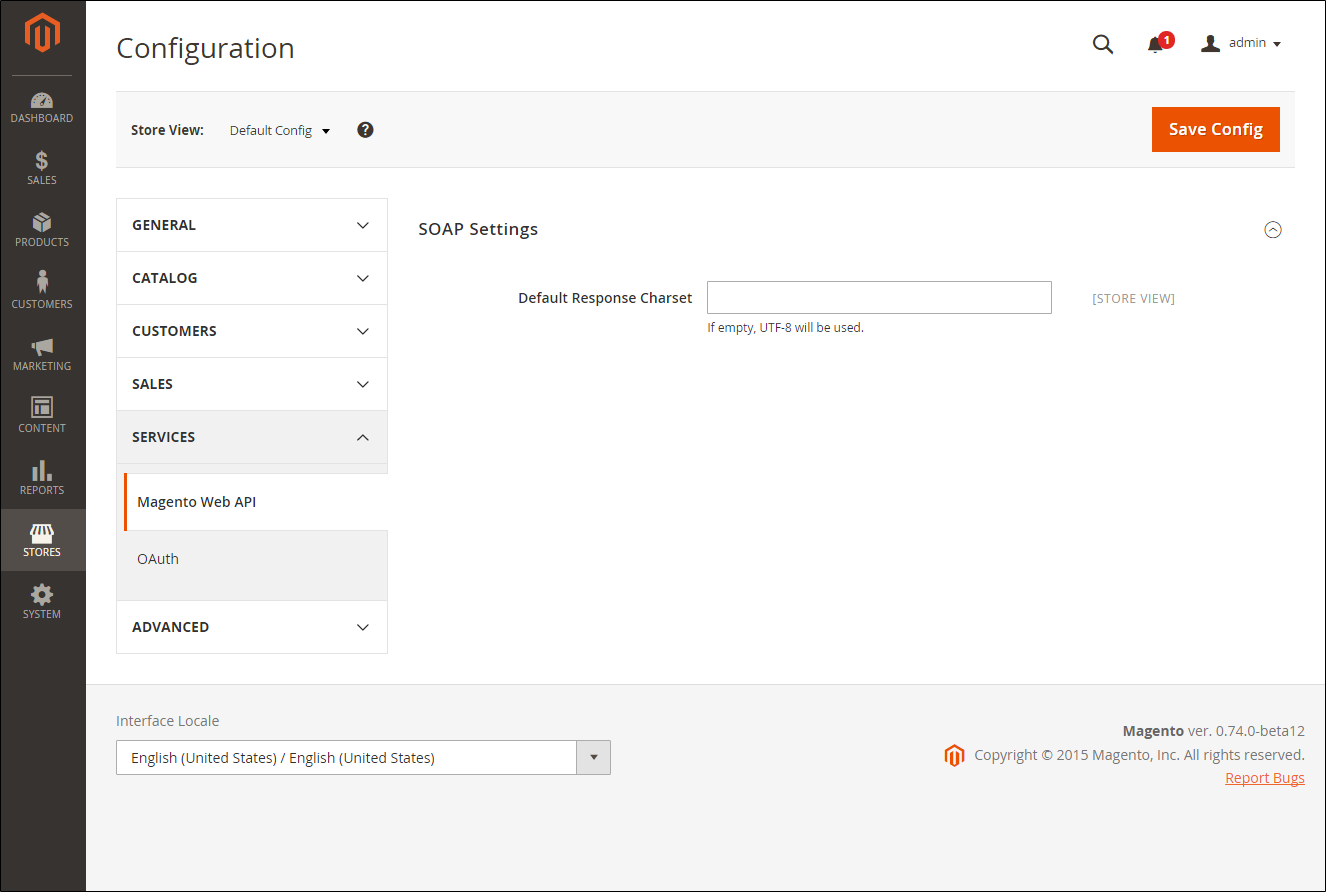 Configuration
1
admin
DASHBOARD
SALES
PRODUCTS
CUSTOMERS
MARKETING
CONTENT
REPORTS
STORES
SYSTEM
Store View: Default Config ?
Save Config
GENERAL
CATALOG
CUSTOMERS
SALES
SERVICES
Magento Web API
OAuth
ADVANCED
SOAP Settings
Default Response Charset
[STORE VIEW]
If empty, UTF-8 will be used.
Interface Locale
English (United States) / English (United States)
Magento ver. 0.74.0-beta12
Copyright © 2015 Magento, Inc. All rights reserved.
Report Bugs